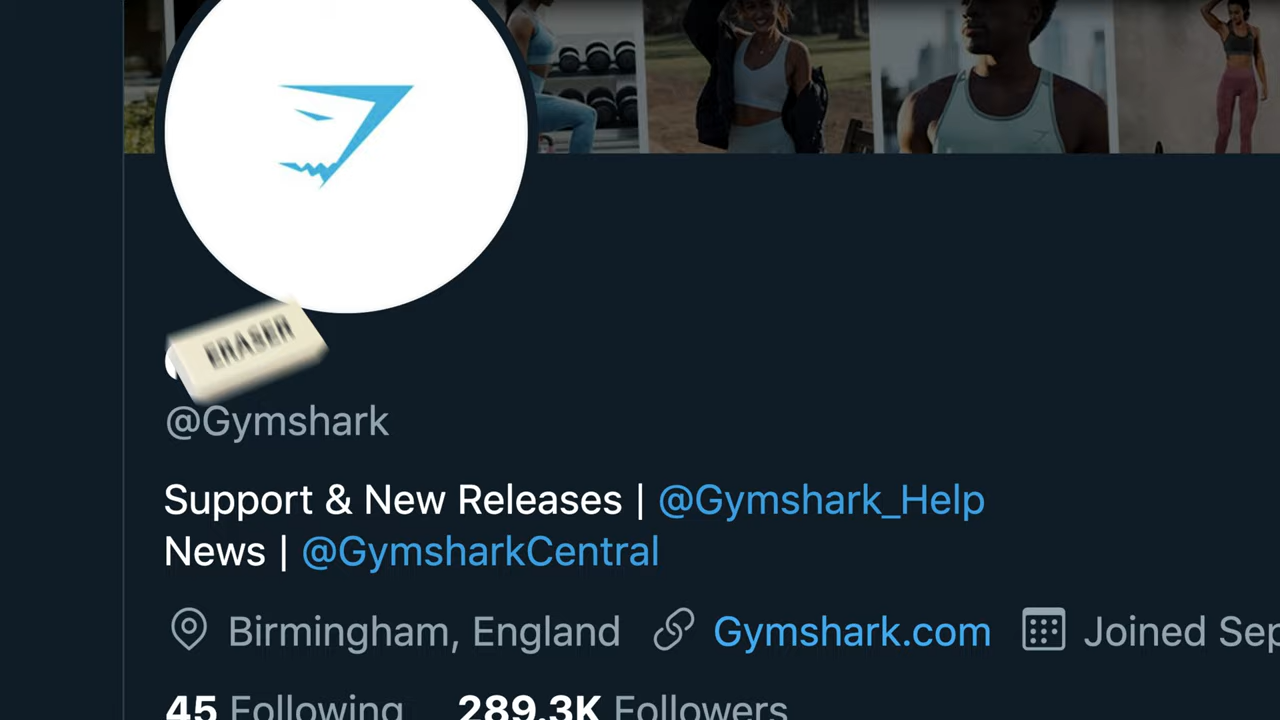 ERASER
@Gymshark
Support & New Releases | @Gymshark_Help
News | @GymsharkCentral
Birmingham, England Gymshark.com Joined Sep
45 Following 289.3K Followers